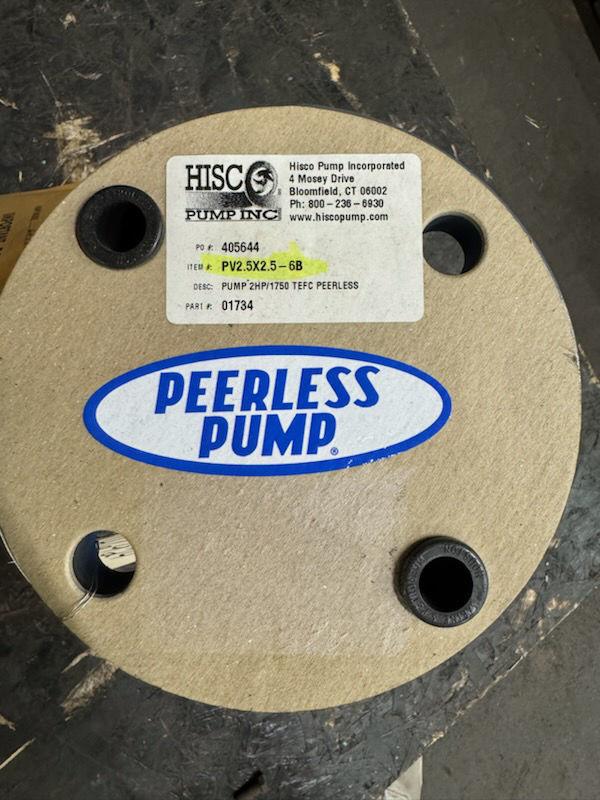 HISCO
PUMP INC
Hisco Pump Incorporated
4 Mosey Drive
Bloomfield, CT 06002
Ph: 800-236-6930
www.hiscopump.com
PO #: 405644
ITEM #: PV2.5X2.5-6B
DESC: PUMP 2HP/1750 TEFC PEERLESS
PART #: 01734
PEERLESS
PUMP®